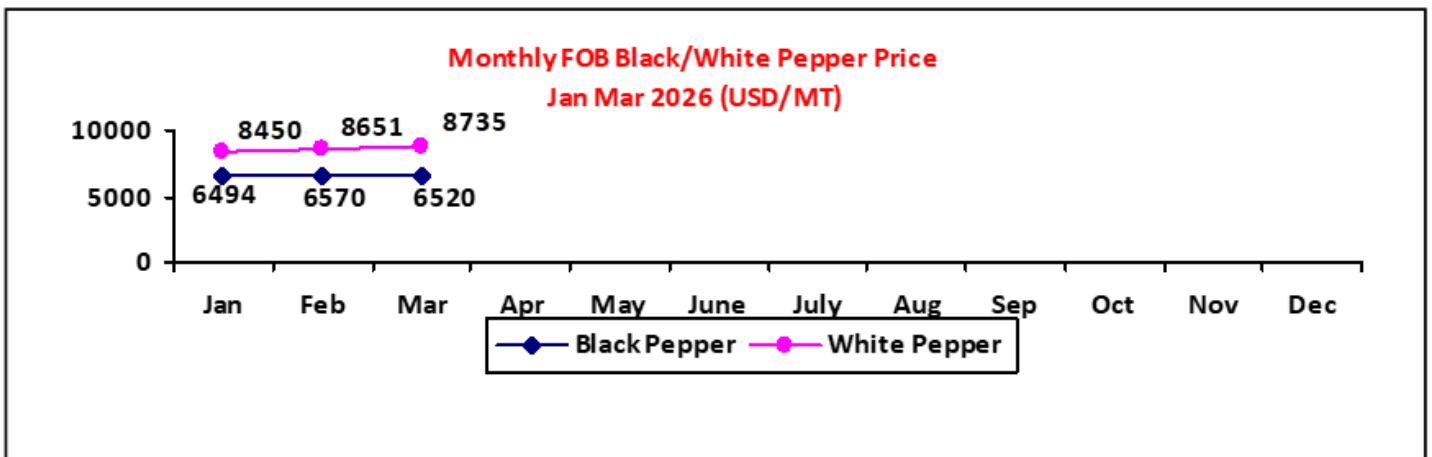 Monthly FOB Black/White Pepper Price
Jan Mar 2026 (USD/MT)
10000
8450
8651
8735
5000
6494
6570
6520
0
Jan Feb Mar Apr May June July Aug Sep Oct Nov Dec
Black Pepper White Pepper